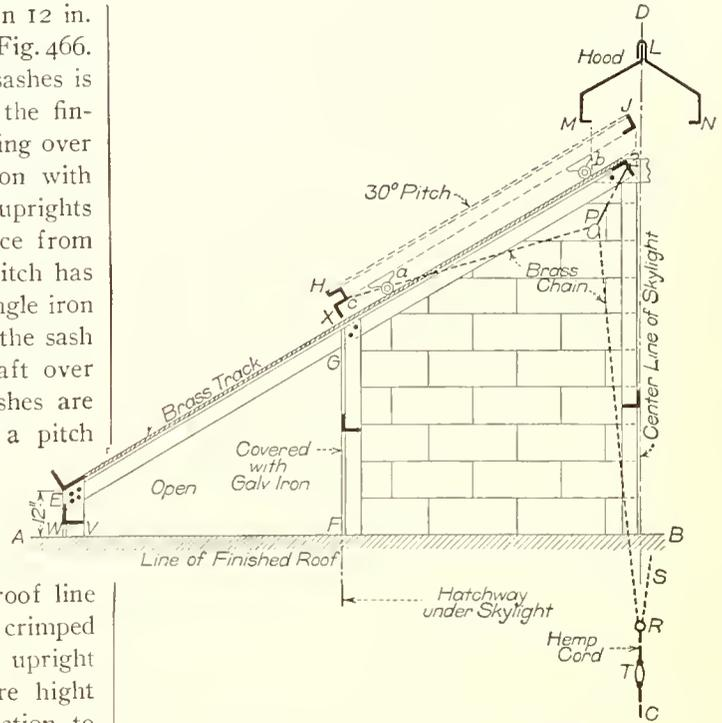 n 12 in.
Fig. 466.
sashes is
the fin-
ing over
on with
uprights
ce from
itch has
ngle iron
the sash
aft over
shes are
a pitch
D
L
Hood
M
N
J
b
2
30° Pitch
P
H
a
c
X
Brass
Chain
Center Line of Skylight
G
Brass Track
Covered
with
Galv Iron
Open
E
12"
W
V
F
A
B
Line of Finished Roof
S
Hatchway
under Skylight
R
Hemp
Cord
T
C
roof line
crimped
upright
re hight
ction to